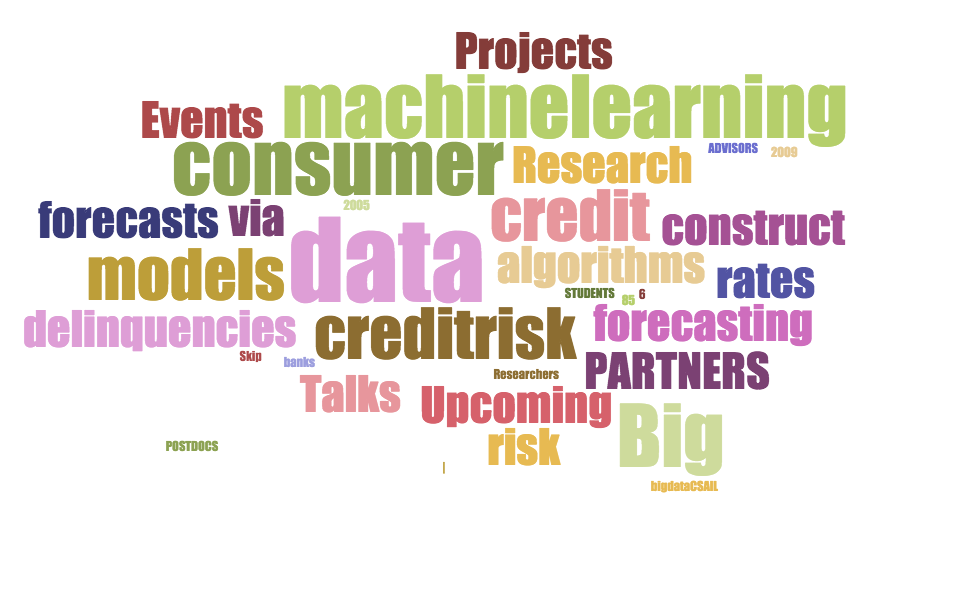 Projects
machinelearning
Events
consumer
Research
ADVISORS
2009
2005
forecasts
via
data
credit
construct
models
algorithms
rates
STUDENTS
85
6
delinquencies
creditrisk
forecasting
Skip
banks
Researchers
PARTNERS
Talks
Upcoming
Big
risk
POSTDOCS
|
bigdataCSAIL